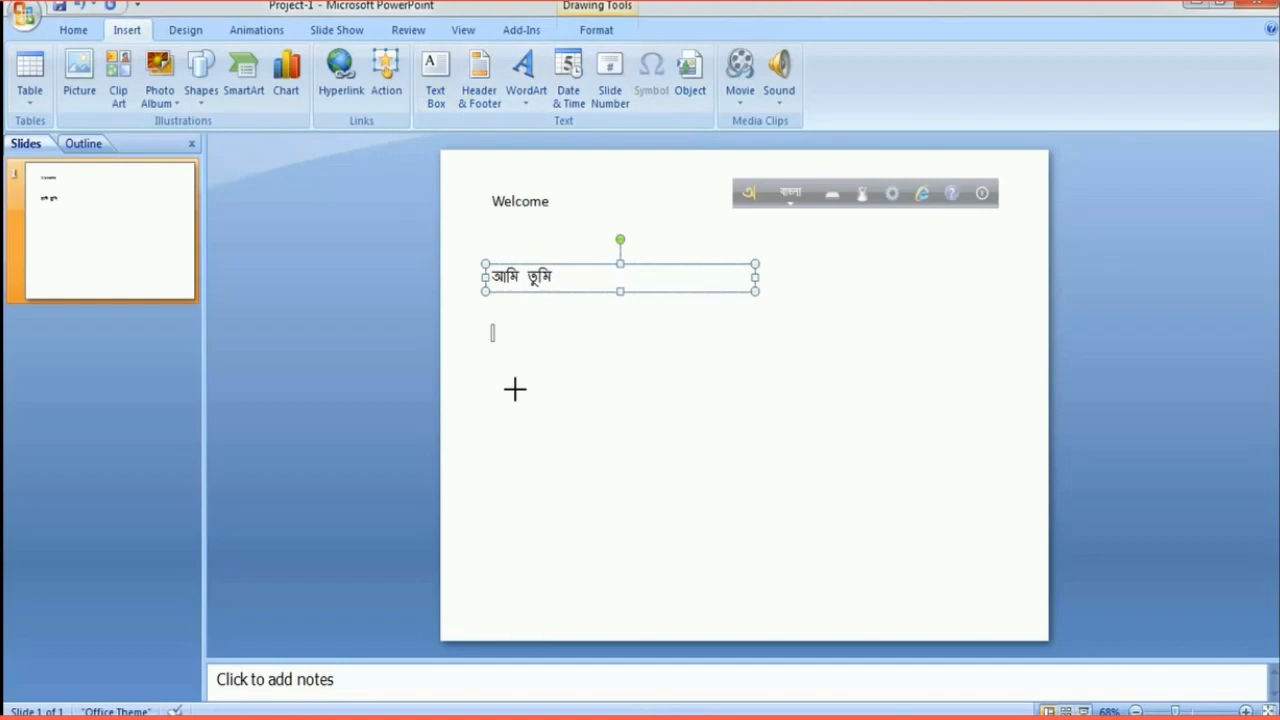 Project-1 - Microsoft PowerPoint
Drawing Tools
Home Insert Design Animations Slide Show Review View Add-Ins Format
Table Picture Clip Art Photo Album Shapes SmartArt Chart Hyperlink Action Text Box Header & Footer WordArt Date & Time Slide Number Symbol Object Movie Sound
Tables Illustrations Links Text Media Clips
Slides Outline
1
অ বাংলা
Welcome
আমি তুমি
Click to add notes
Slide 1 of 1 "Office Theme" 68%